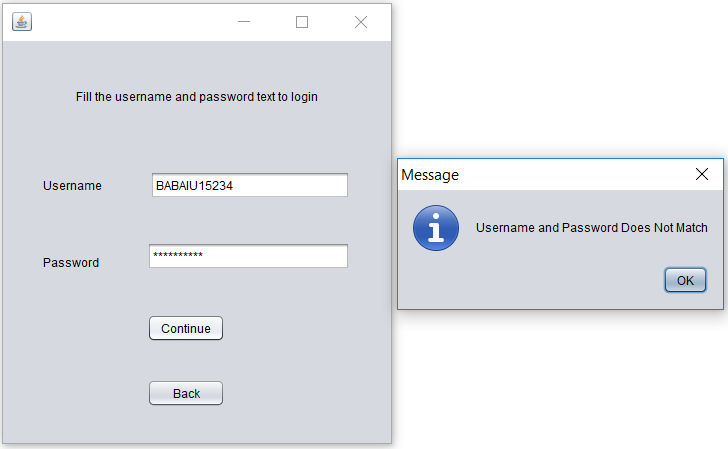 Fill the username and password text to login
Username
BABAIU15234
Password
**********
Continue
Back
Message
Username and Password Does Not Match
OK